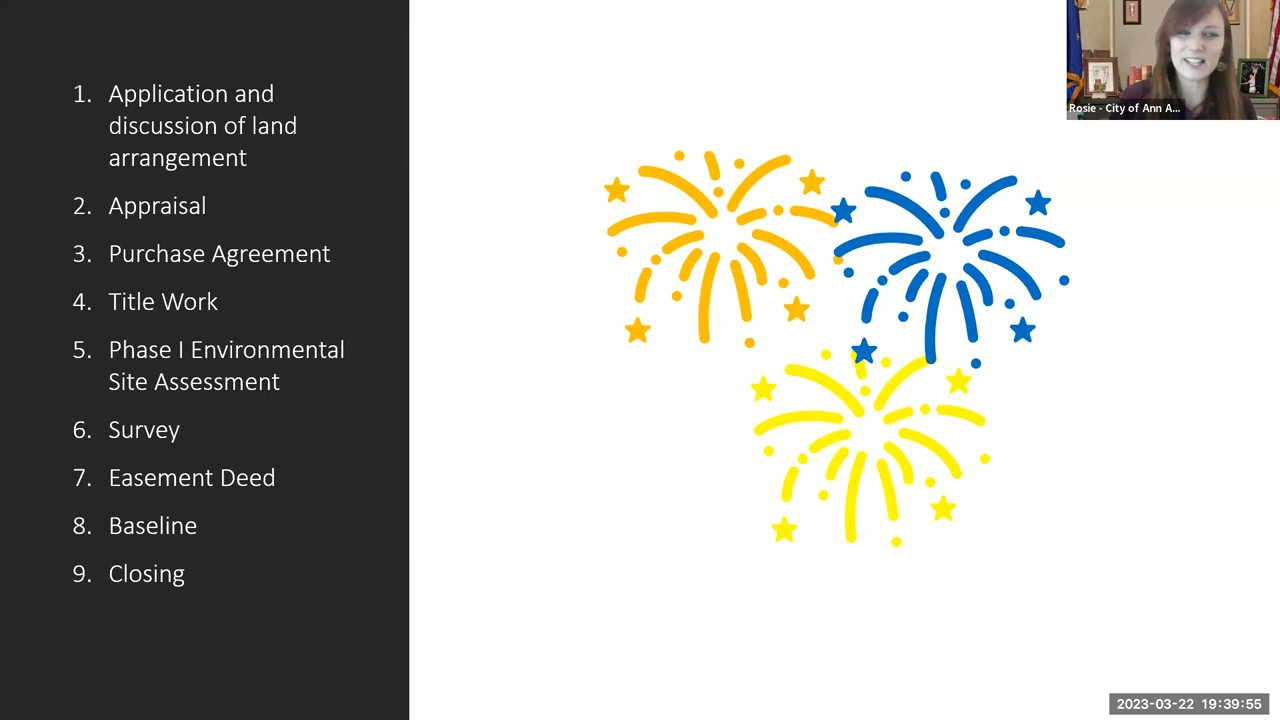 1. Application and
discussion of land
arrangement
2. Appraisal
3. Purchase Agreement
4. Title Work
5. Phase I Environmental
Site Assessment
6. Survey
7. Easement Deed
8. Baseline
9. Closing
Rosie - City of Ann A...
2023-03-22 19:39:55